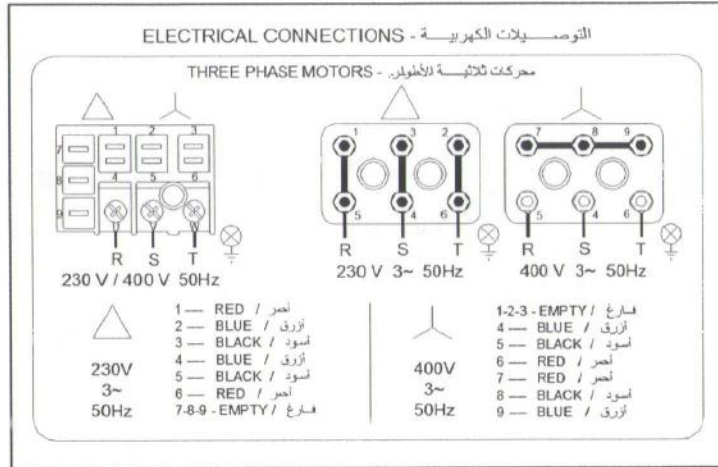 ELECTRICAL CONNECTIONS - التوصيلات الكهربية
THREE PHASE MOTORS - محركات ثلاثية للأطوار
1 2 3
7
4 5 6
8
9
U V W
R S T
230 V / 400 V 50Hz
1 3 2
5 4 6
R S T
230 V 3~ 50Hz
7 8 9
5 4 6
R S T
400 V 3~ 50Hz
230V
3~
50Hz
1 — RED / أحمر
2 — BLUE / أزرق
3 — BLACK / أسود
4 — BLUE / أزرق
5 — BLACK / أسود
6 — RED / أحمر
7-8-9 - EMPTY / فارغ
400V
3~
50Hz
1-2-3 - EMPTY / فارغ
4 — BLUE / أزرق
5 — BLACK / أسود
6 — RED / أحمر
7 — RED / أحمر
8 — BLACK / أسود
9 — BLUE / أزرق